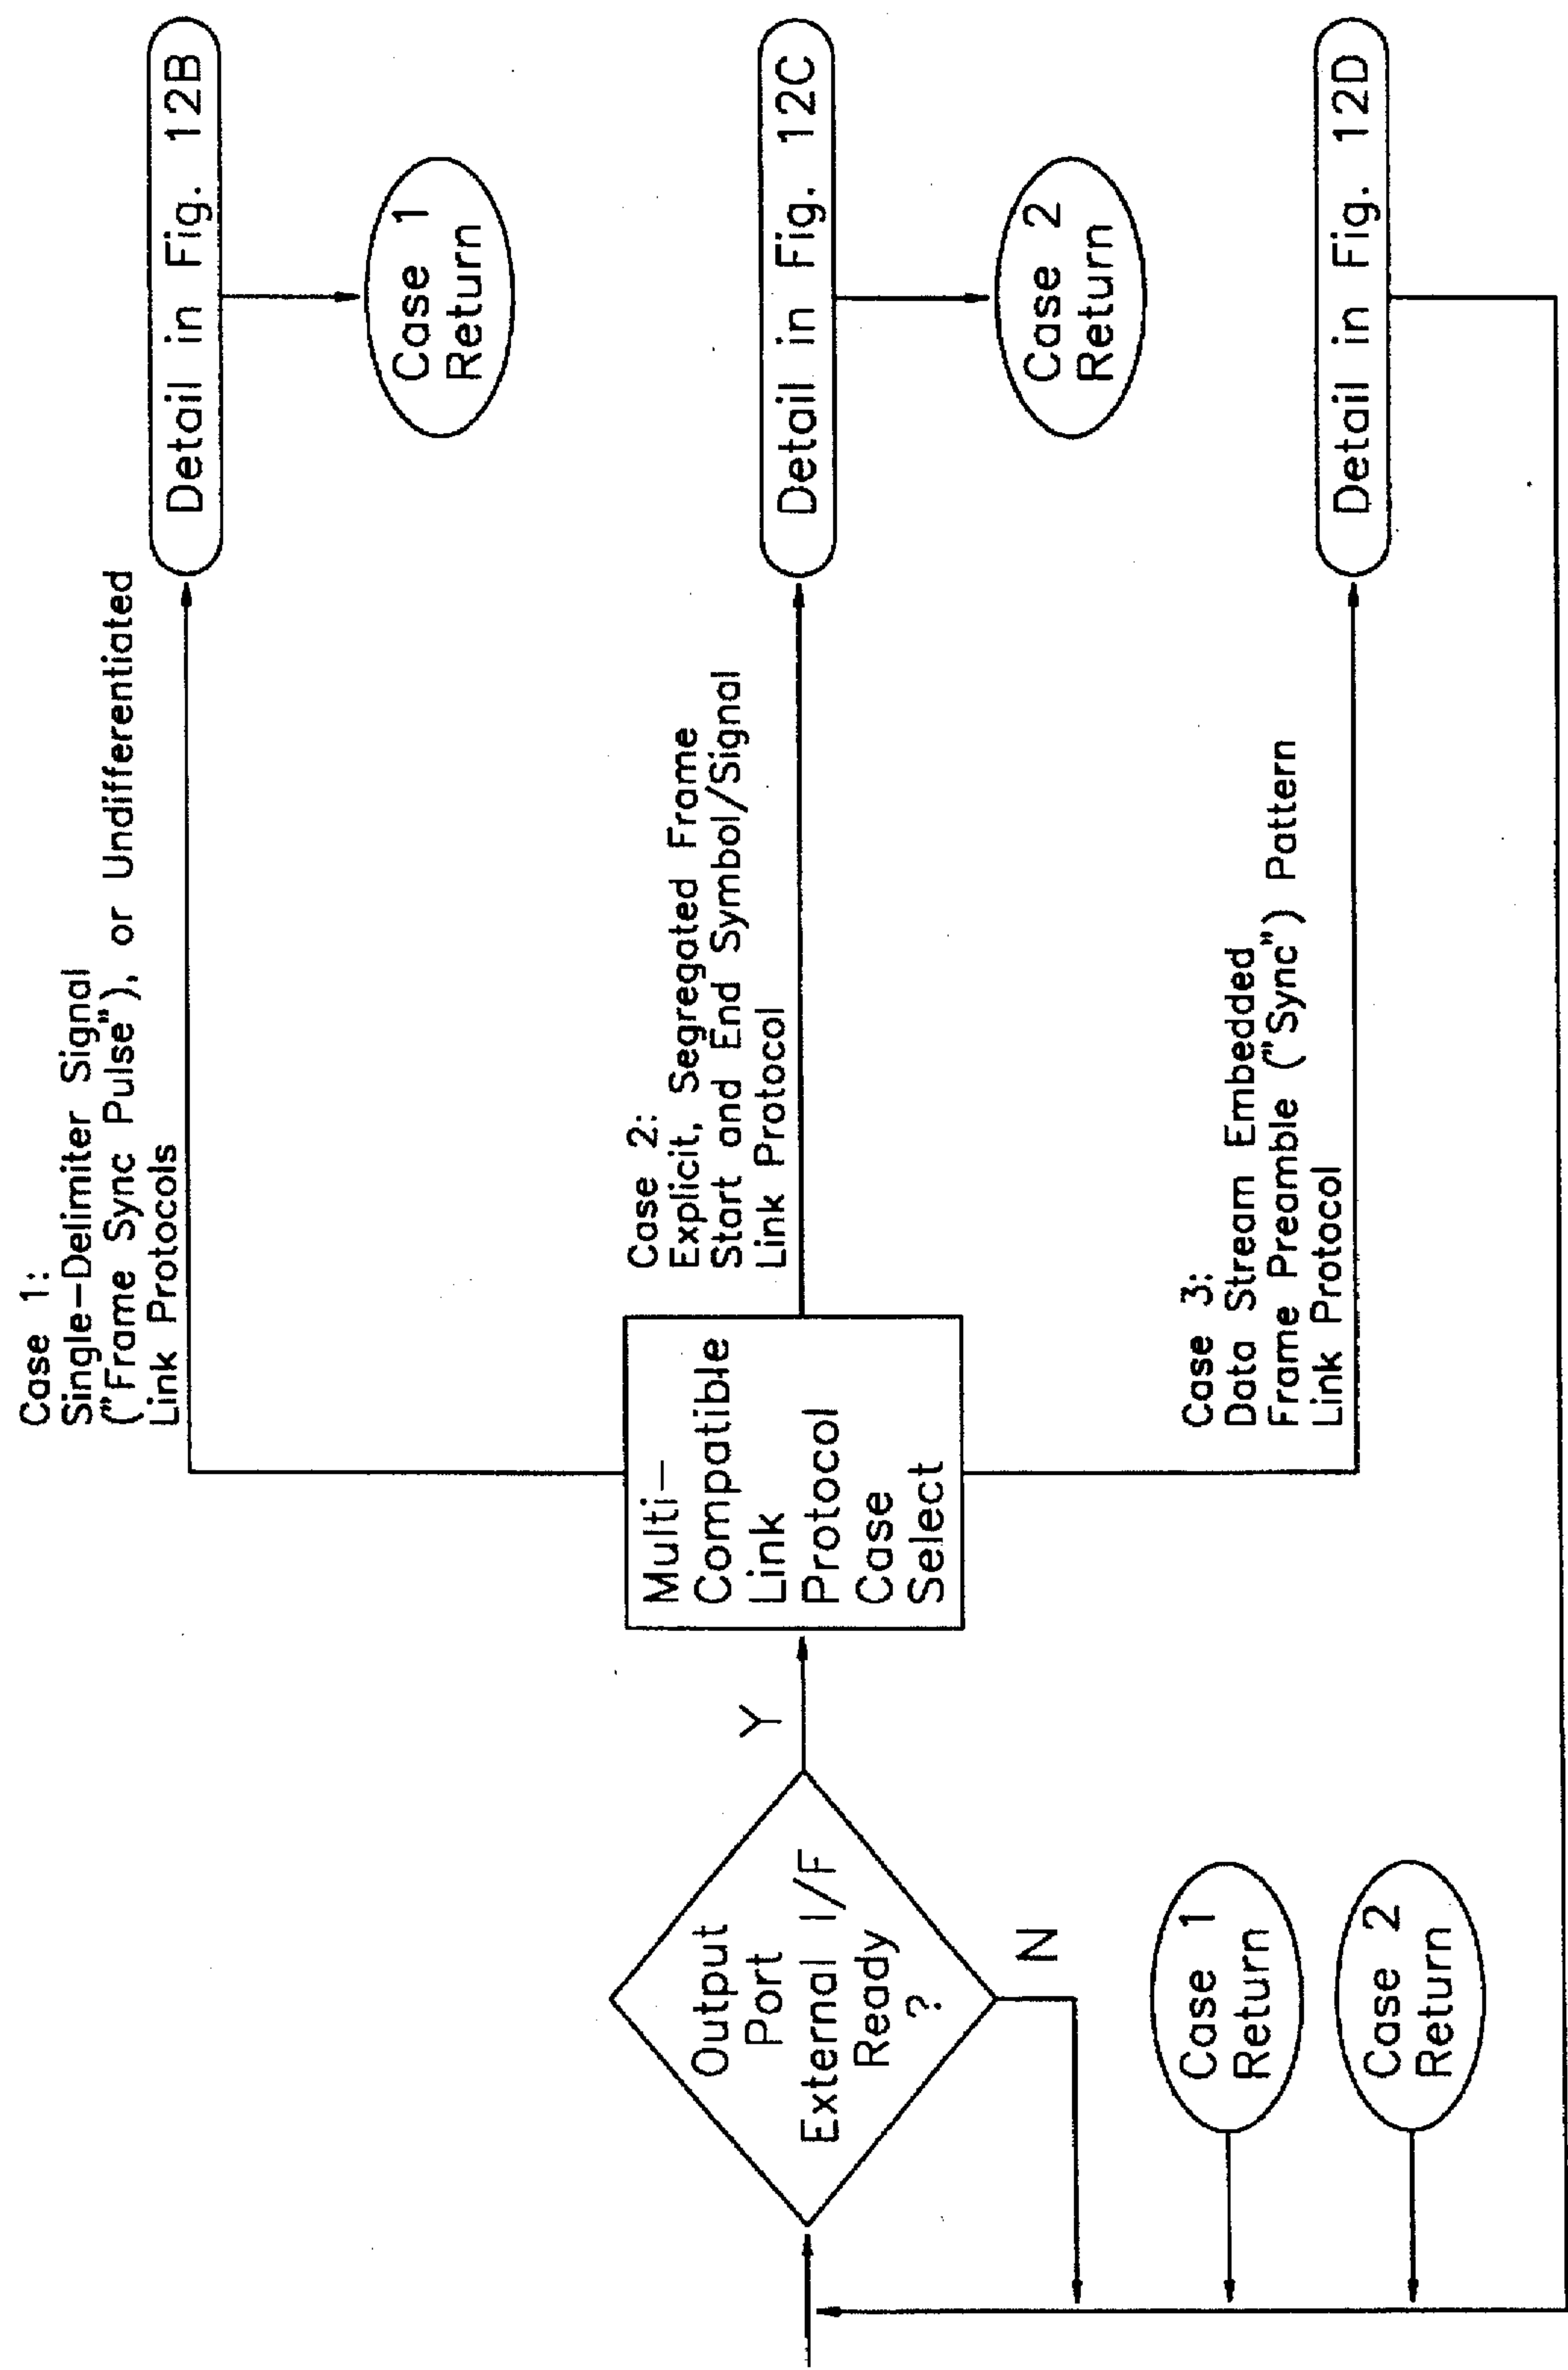 Case 1:
Single-Delimiter Signal
("Frame Sync Pulse"), or Undifferentiated
Link Protocols
Detail in Fig. 12B
Case 1
Return
Output
Port
External I/F
Ready
?
Y
N
Multi-
Compatible
Link
Protocol
Case
Select
Case 2:
Explicit, Segregated Frame
Start and End Symbol/Signal
Link Protocol
Detail in Fig. 12C
Case 2
Return
Case 1
Return
Case 2
Return
Case 3:
Data Stream Embedded
Frame Preamble ("Sync") Pattern
Link Protocol
Detail in Fig. 12D